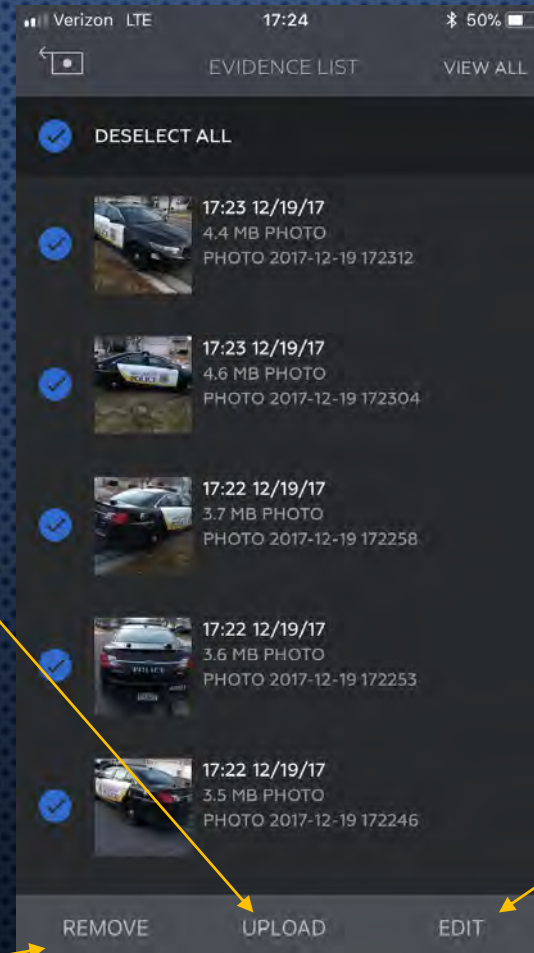 Verizon LTE 17:24 50%
EVIDENCE LIST VIEW ALL
DESELECT ALL
17:23 12/19/17
4.4 MB PHOTO
PHOTO 2017-12-19 172312
17:23 12/19/17
4.6 MB PHOTO
PHOTO 2017-12-19 172304
POLICE
17:22 12/19/17
3.7 MB PHOTO
PHOTO 2017-12-19 172258
17:22 12/19/17
3.6 MB PHOTO
PHOTO 2017-12-19 172253
POLICE
17:22 12/19/17
3.5 MB PHOTO
PHOTO 2017-12-19 172246
REMOVE UPLOAD EDIT